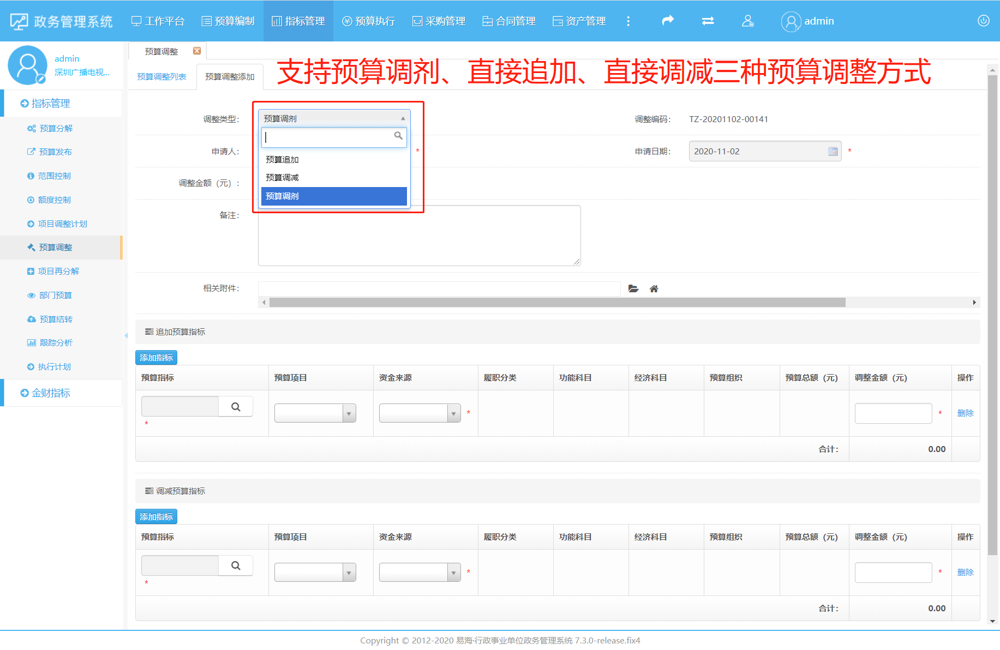 政务管理系统 工作平台 预算编制 指标管理 预算执行 采购管理 合同管理 资产管理 admin
admin
深圳广播电视...
指标管理
预算分解
预算发布
范围控制
额度控制
项目调整计划
预算调整
项目再分解
部门预算
预算结转
跟踪分析
执行计划
金财指标
预算调整
预算调整列表 预算调整添加
支持预算调剂、直接追加、直接调减三种预算调整方式
调整类型： 预算调剂 调整编码： TZ-20201102-00141
预算追加
预算调减
预算调剂
申请人： * 申请日期： 2020-11-02 *
调整金额（元）：
备注：
相关附件：
追加预算指标
添加指标
预算指标 预算项目 资金来源 履职分类 功能科目 经济科目 预算组织 预算总额（元） 调整金额（元） 操作
* * * 删除
合计： 0.00
调减预算指标
添加指标
预算指标 预算项目 资金来源 履职分类 功能科目 经济科目 预算组织 预算总额（元） 调整金额（元） 操作
* * * 删除
合计： 0.00
Copyright © 2012-2020 易海·行政事业单位政务管理系统 7.3.0-release.fix4